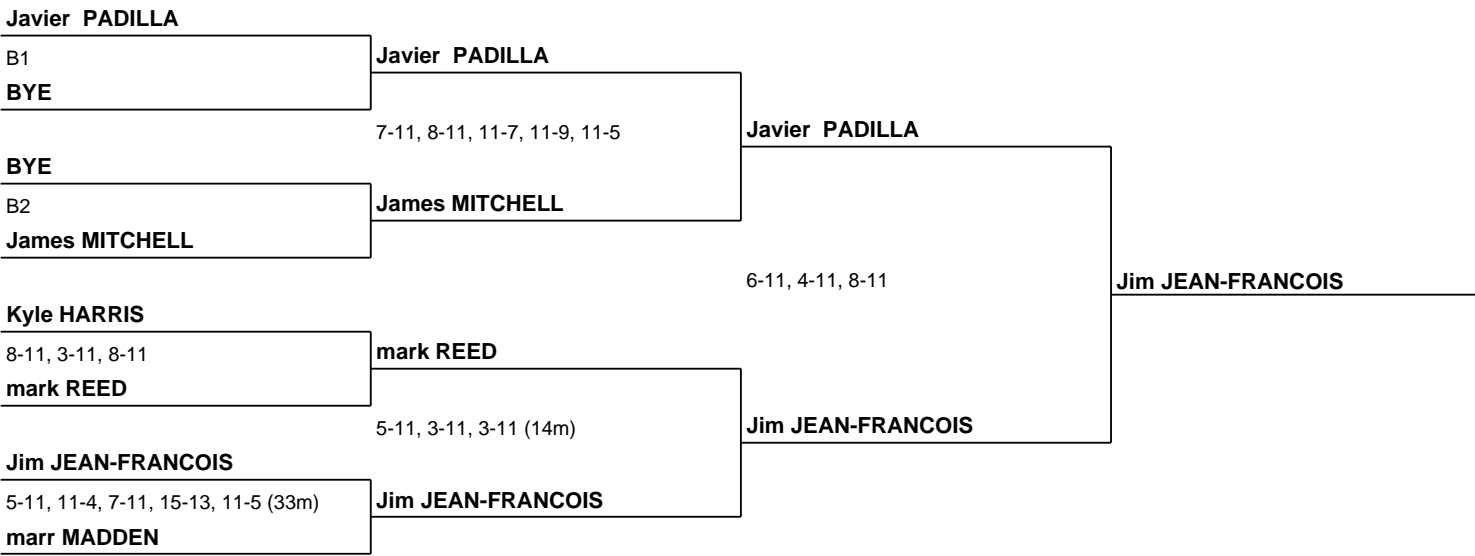 Javier  PADILLA
B1
BYE
BYE
B2
James MITCHELL
Kyle HARRIS
8-11, 3-11, 8-11
mark REED
Jim JEAN-FRANCOIS
5-11, 11-4, 7-11, 15-13, 11-5 (33m)
marr MADDEN
Javier  PADILLA
7-11, 8-11, 11-7, 11-9, 11-5
James MITCHELL
mark REED
5-11, 3-11, 3-11 (14m)
Jim JEAN-FRANCOIS
Javier  PADILLA
6-11, 4-11, 8-11
Jim JEAN-FRANCOIS
Jim JEAN-FRANCOIS